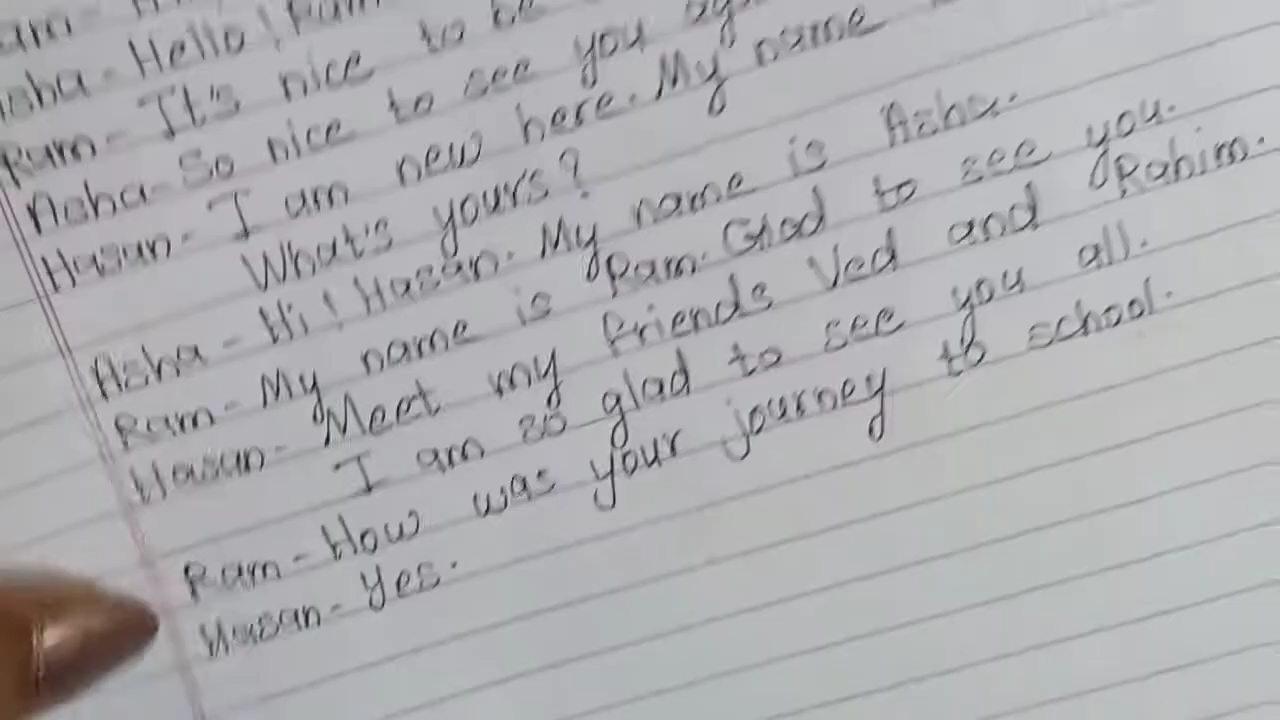 Hello!
Ram- It's nice to
Asha- So nice to see you
Hasan- I am new here. My name
What's yours?
Asha- Hi! Hasan. My name is Asha.
Ram- My name is Ram. Glad to see you.
Hasan- Meet my friends Ved and Rahim.
I am so glad to see you all.
Ram- How was your journey to school.
Hasan- Yes.